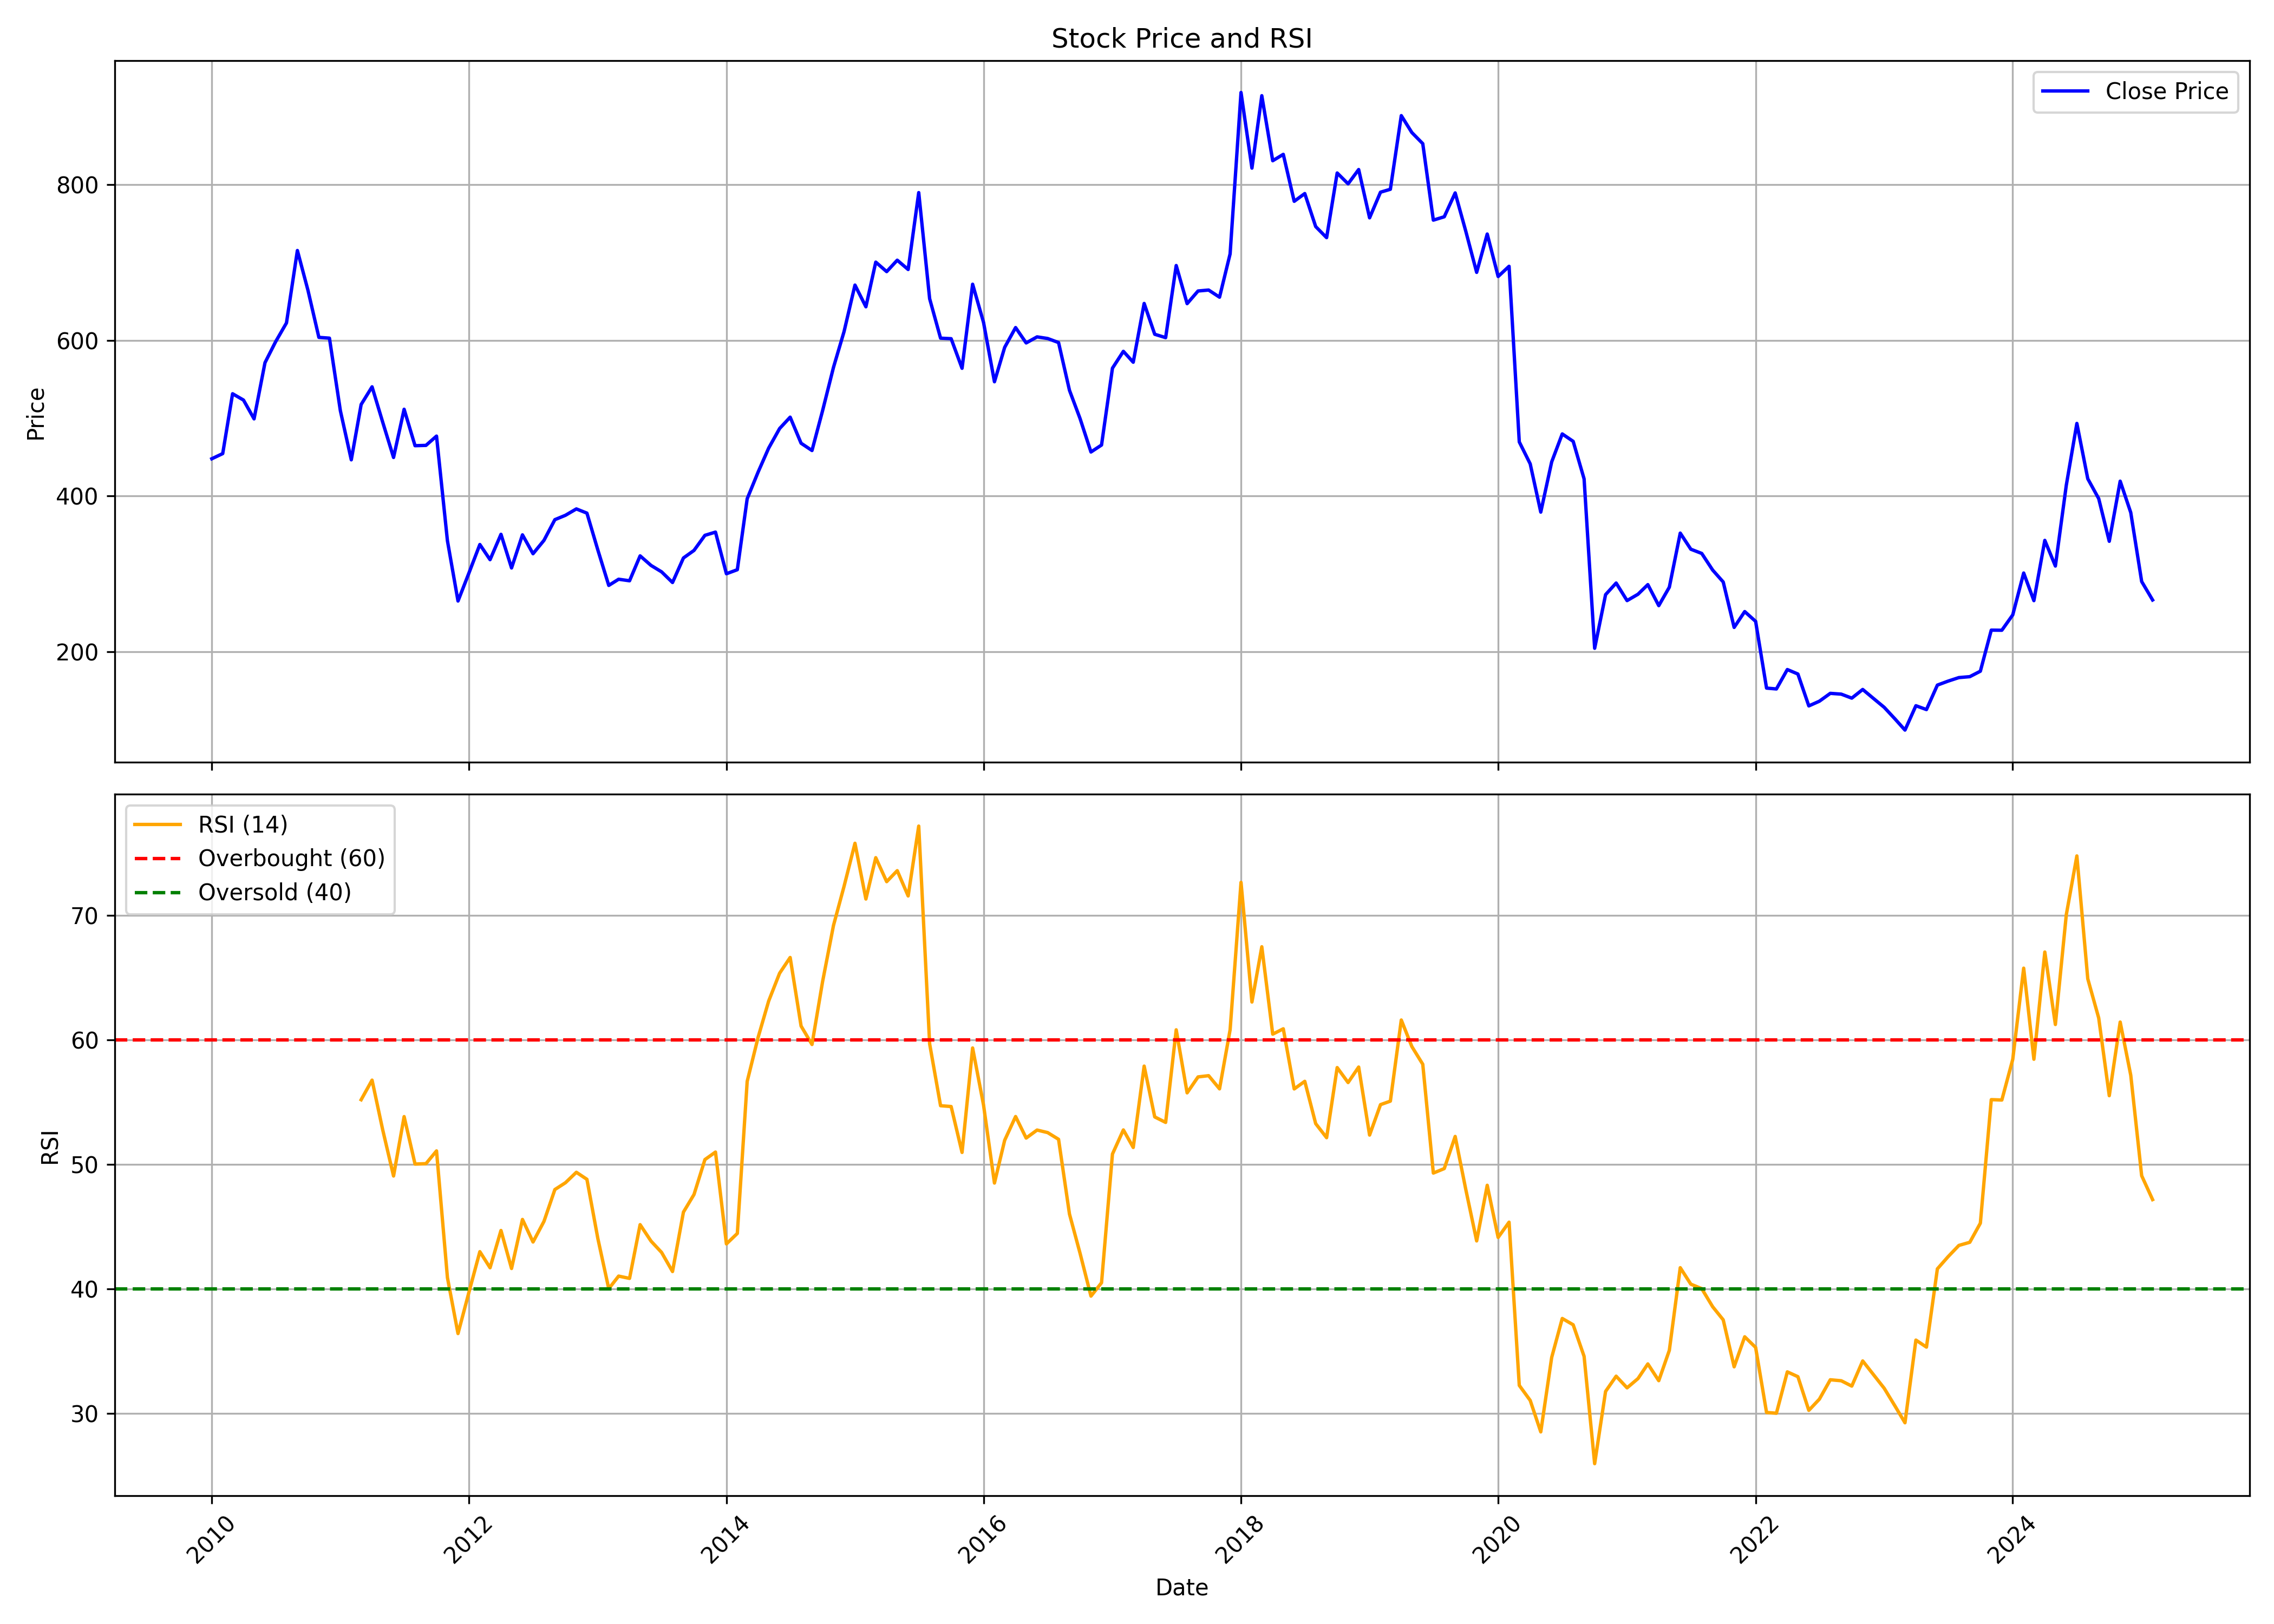 Stock Price and RSI
Close Price
Price
800
600
400
200
RSI (14)
Overbought (60)
Oversold (40)
RSI
70
60
50
40
30
2010
2012
2014
2016
2018
2020
2022
2024
Date